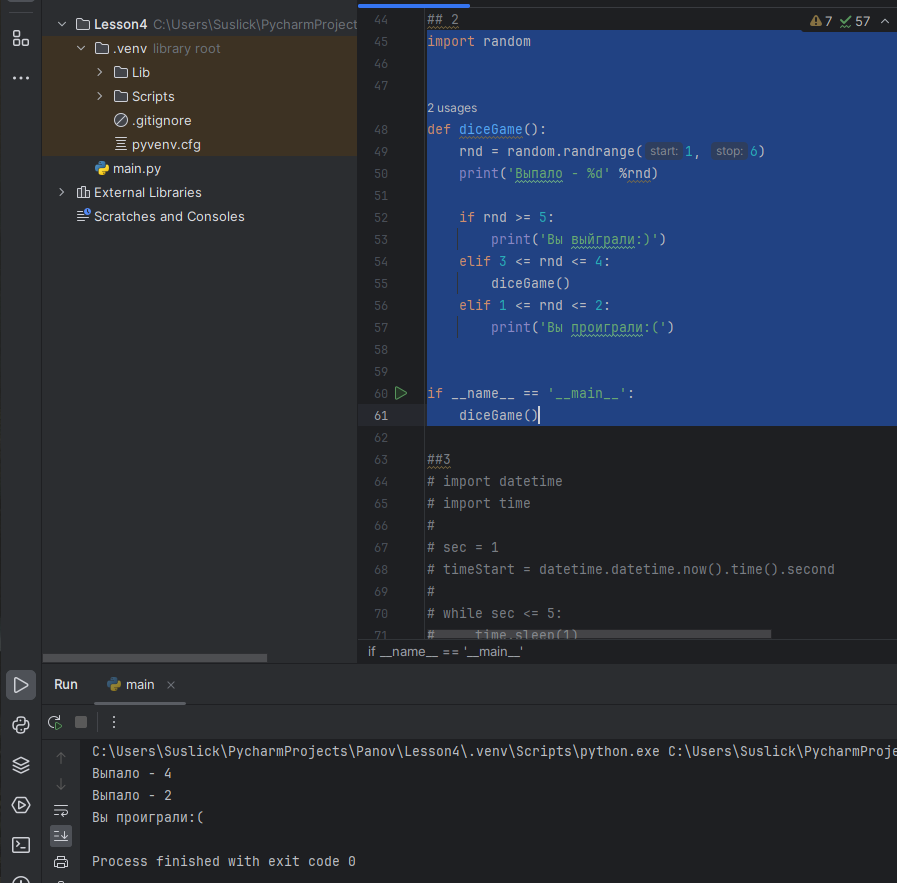 Lesson4 C:\Users\Suslick\PycharmProject
.venv library root
Lib
Scripts
.gitignore
pyvenv.cfg
main.py
External Libraries
Scratches and Consoles
7 57
44 ## 2
45 import random
46
47
2 usages
48 def diceGame():
49 rnd = random.randrange( start: 1, stop: 6)
50 print('Выпало - %d' %rnd)
51
52 if rnd >= 5:
53 print('Вы выйграли:)')
54 elif 3 <= rnd <= 4:
55 diceGame()
56 elif 1 <= rnd <= 2:
57 print('Вы проиграли:(')
58
59
60 if __name__ == '__main__':
61 diceGame()
62
63 ##3
64 # import datetime
65 # import time
66 #
67 # sec = 1
68 # timeStart = datetime.datetime.now().time().second
69 #
70 # while sec <= 5:
71 # time.sleep(1)
if __name__ == '__main__'
Run main
C:\Users\Suslick\PycharmProjects\Panov\Lesson4\.venv\Scripts\python.exe C:\Users\Suslick\PycharmProje
Выпало - 4
Выпало - 2
Вы проиграли:(
Process finished with exit code 0